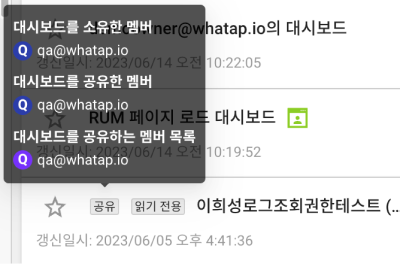 대시보드를 소유한 멤버
Q qa@whatap.io
대시보드를 공유한 멤버
Q qa@whatap.io
대시보드를 공유하는 멤버 목록
Q qa@whatap.io
ner@whatap.io의 대시보드
갱신일시: 2023/06/14 오전 10:22:05
RUM 페이지 로드 대시보드
갱신일시: 2023/06/14 오전 10:19:52
공유 읽기 전용 이희성로그조회권한테스트 (...
갱신일시: 2023/06/05 오후 4:41:36